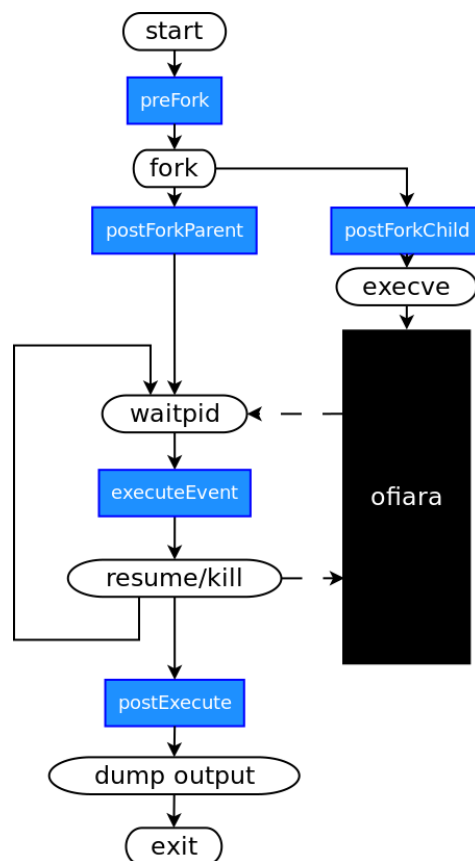 start
preFork
fork
postForkParent
postForkChild
execve
waitpid
executeEvent
ofiara
resume/kill
postExecute
dump output
exit